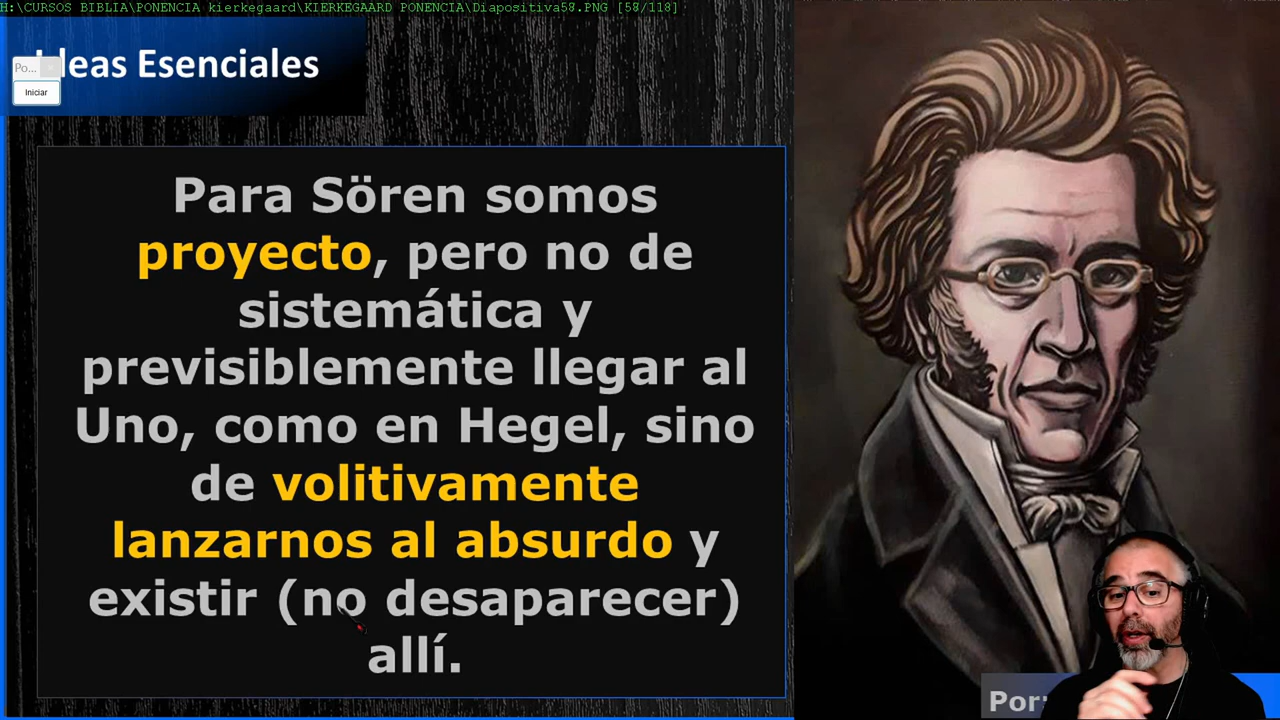 H:\CURSOS BIBLIA\PONENCIA kierkegaard\KIERKEGAARD PONENCIA\Diapositiva58.PNG [58/118]
Ideas Esenciales
Po...
Iniciar
Para Sören somos
proyecto, pero no de
sistemática y
previsiblemente llegar al
Uno, como en Hegel, sino
de volitivamente
lanzarnos al absurdo y
existir (no desaparecer)
allí.
Por: